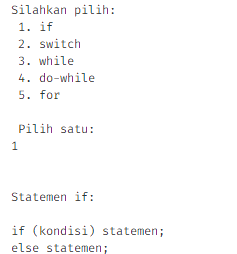 Silahkan pilih:
1. if
2. switch
3. while
4. do-while
5. for
Pilih satu:
1
Statemen if:
if (kondisi) statemen;
else statemen;